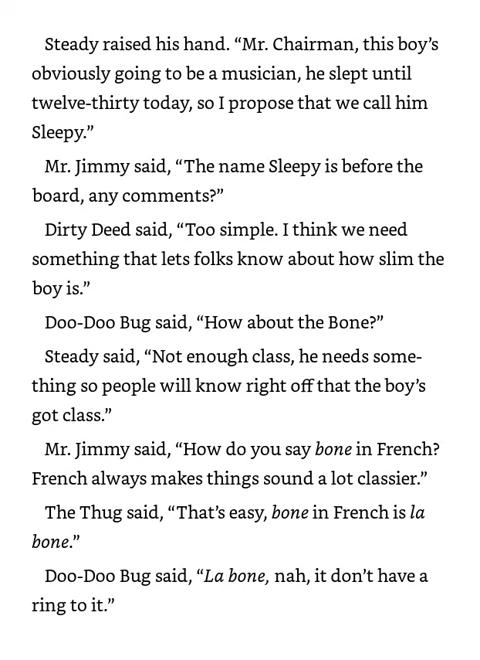 Steady raised his hand. “Mr. Chairman, this boy’s
obviously going to be a musician, he slept until
twelve-thirty today, so I propose that we call him
Sleepy.”
Mr. Jimmy said, “The name Sleepy is before the
board, any comments?”
Dirty Deed said, “Too simple. I think we need
something that lets folks know about how slim the
boy is.”
Doo-Doo Bug said, “How about the Bone?”
Steady said, “Not enough class, he needs some-
thing so people will know right off that the boy’s
got class.”
Mr. Jimmy said, “How do you say bone in French?
French always makes things sound a lot classier.”
The Thug said, “That’s easy, bone in French is la
bone.”
Doo-Doo Bug said, “La bone, nah, it don’t have a
ring to it.”